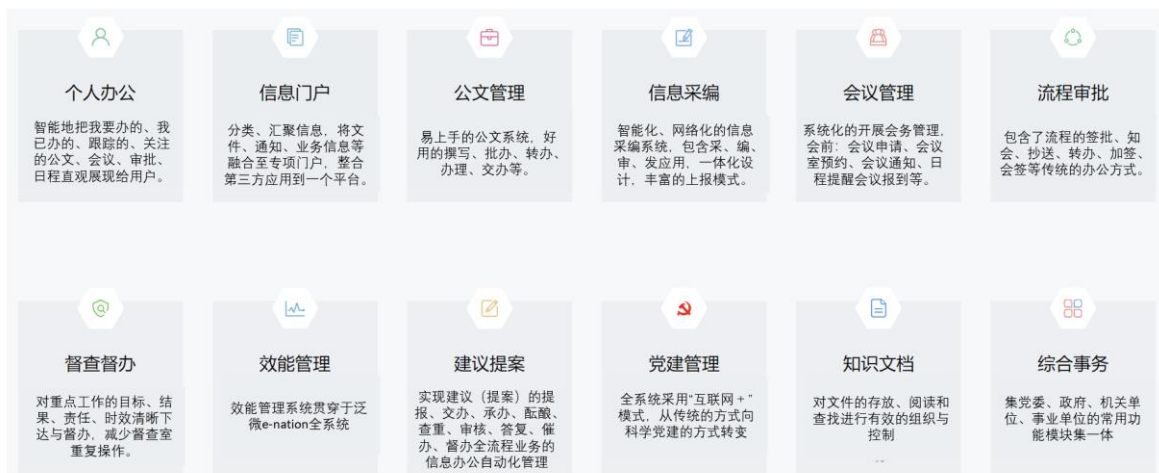 个人办公
智能地把我要办的、我
已办的、跟踪的、关注
的公文、会议、审批、
日程直观展现给用户。
信息门户
分类、汇聚信息，将文
件、通知、业务信息等
融合至专项门户，整合
第三方应用到一个平台。
公文管理
易上手的公文系统，好
用的撰写、批办、转办、
办理、交办等。
信息采编
智能化、网络化的信息
采编系统，包含采、编、
审、发应用，一体化设
计，丰富的上报模式。
会议管理
系统化的开展会务管理，
会前：会议申请、会议
室预约、会议通知、日
程提醒会议报到等。
流程审批
包含了流程的签批、知
会、抄送、转办、加签、
会签等传统的办公方式。
督查督办
对重点工作的目标、结
果、责任、时效清晰下
达与督办，减少督查室
重复操作。
效能管理
效能管理系统贯穿于泛
微e-nation全系统
建议提案
实现建议（提案）的提
报、交办、承办、酝酿、
查重、审核、答复、催
办、督办全流程业务的
信息办公自动化管理
党建管理
全系统采用“互联网＋”
模式，从传统的方式向
科学党建的方式转变
知识文档
对文件的存放、阅读和
查找进行有效的组织与
控制
...
综合事务
集党委、政府、机关单
位、事业单位的常用功
能模块集一体